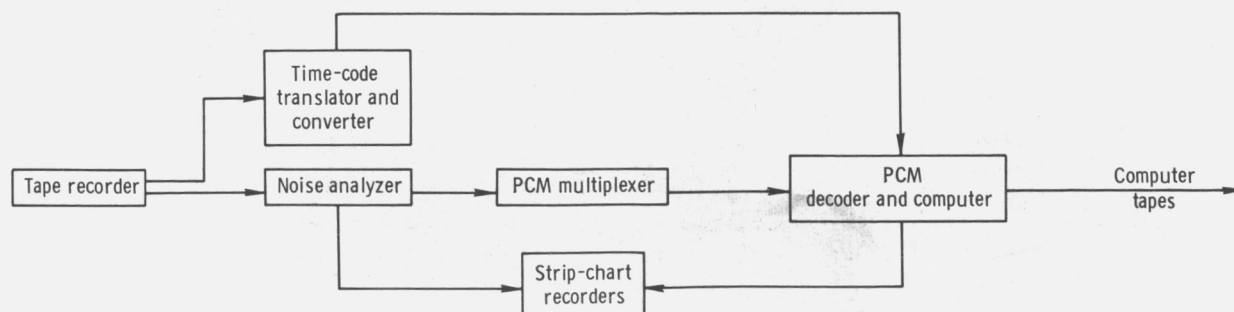 Time-code
translator and
converter
Tape recorder
Noise analyzer
PCM multiplexer
PCM
decoder and computer
Computer
tapes
Strip-chart
recorders